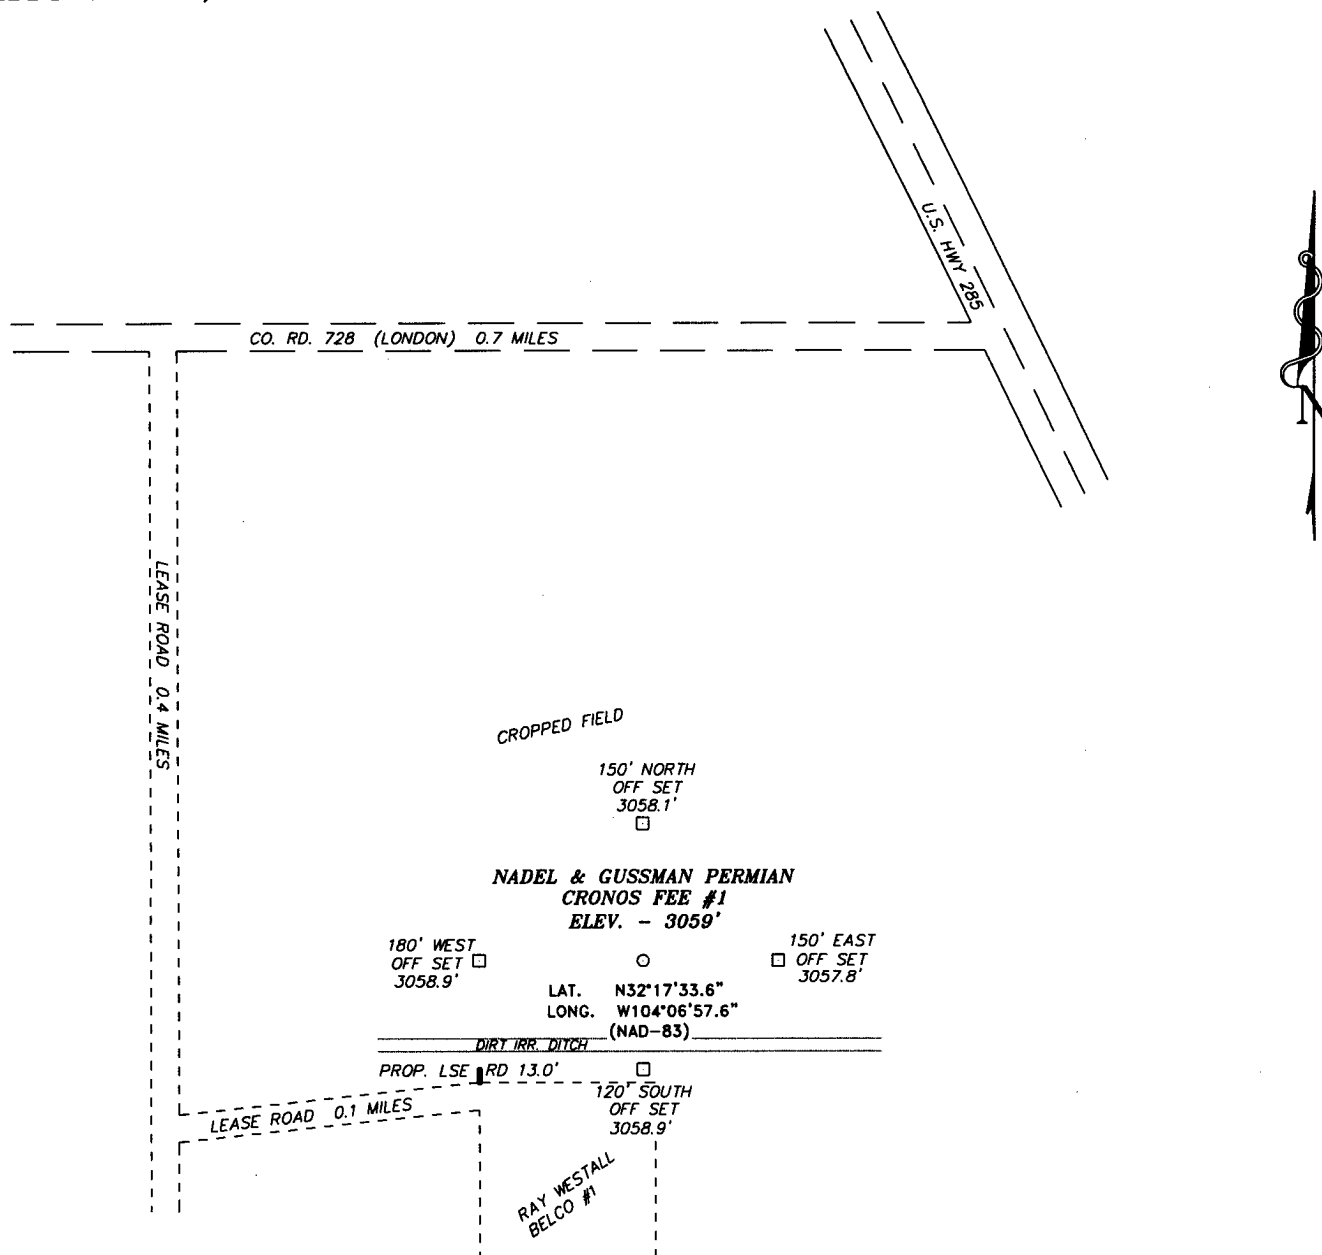 U.S. HWY 285
CO. RD. 728 (LONDON) 0.7 MILES
LEASE ROAD 0.4 MILES
CROPPED FIELD
150' NORTH
OFF SET
3058.1'
NADEL & GUSSMAN PERMIAN
CRONOS FEE #1
ELEV. - 3059'
180' WEST
OFF SET
3058.9'
150' EAST
OFF SET
3057.8'
LAT. N32°17'33.6"
LONG. W104°06'57.6"
(NAD-83)
DIRT IRR. DITCH
PROP. LSE RD 13.0'
120' SOUTH
OFF SET
3058.9'
LEASE ROAD 0.1 MILES
RAY WESTALL
BELCO #1